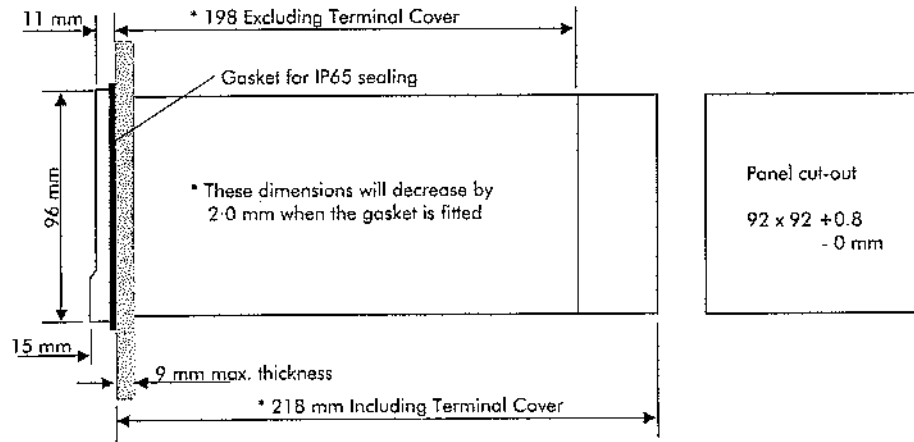 11 mm
* 198 Excluding Terminal Cover
Gasket for IP65 sealing
96 mm
* These dimensions will decrease by
2·0 mm when the gasket is fitted
Panel cut-out
92 x 92 +0.8
- 0 mm
15 mm
9 mm max. thickness
* 218 mm Including Terminal Cover